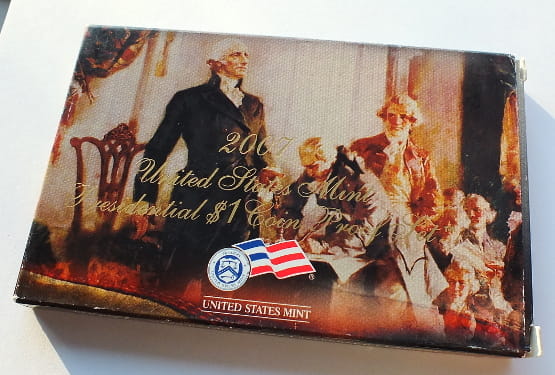 2007
United States Mint
Presidential $1 Coin Proof Set
®
UNITED STATES MINT